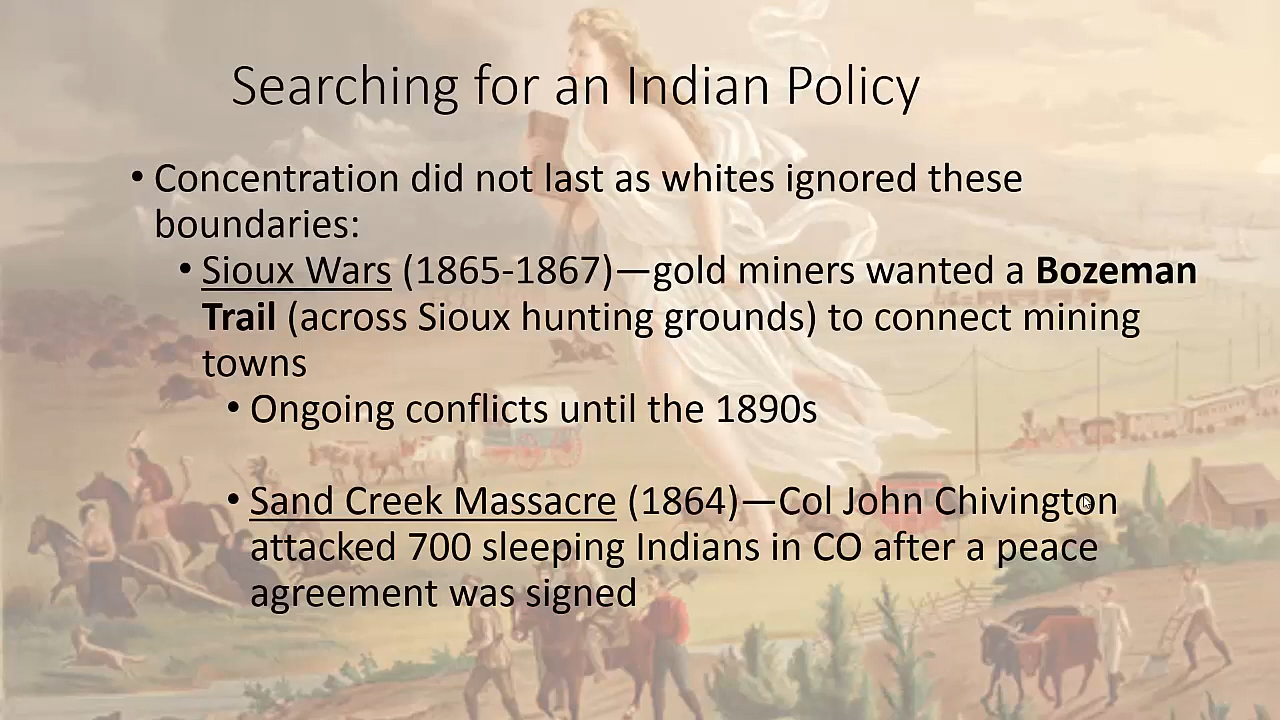 Searching for an Indian Policy
• Concentration did not last as whites ignored these
boundaries:
• Sioux Wars (1865-1867)—gold miners wanted a Bozeman
Trail (across Sioux hunting grounds) to connect mining
towns
• Ongoing conflicts until the 1890s
• Sand Creek Massacre (1864)—Col John Chivington
attacked 700 sleeping Indians in CO after a peace
agreement was signed